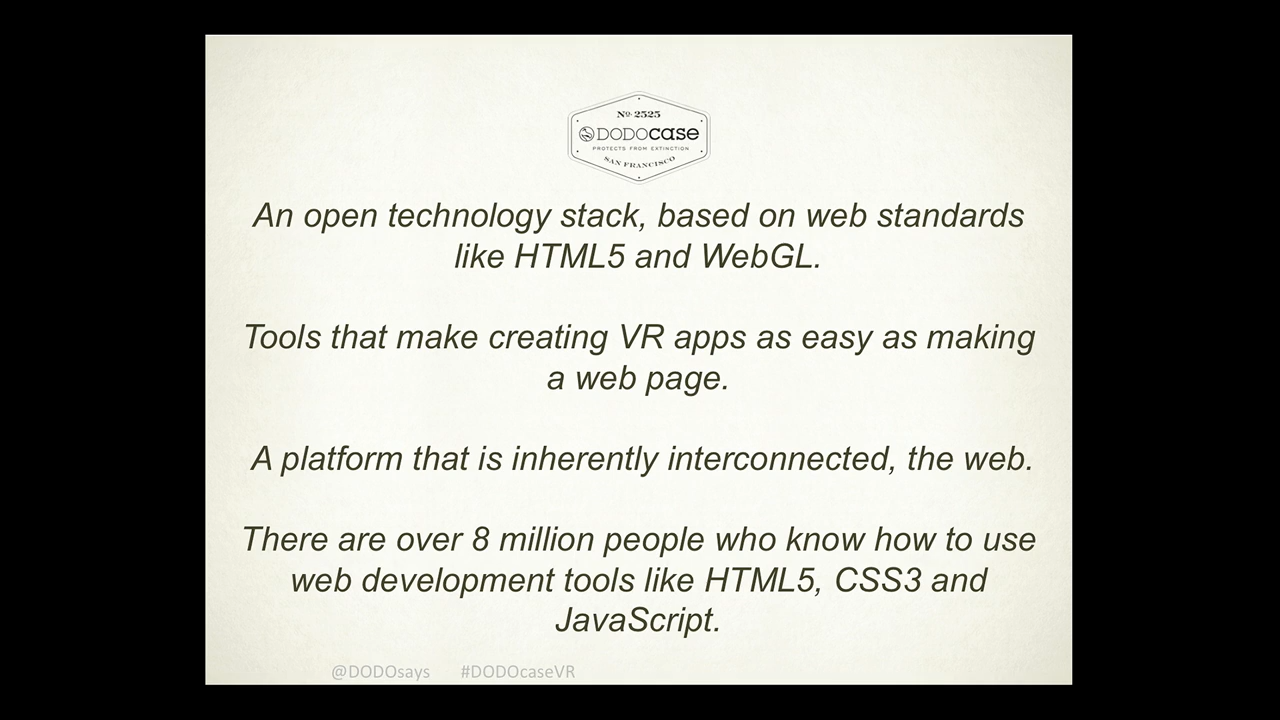 Nº 2525
DODOCASE
PROTECTS FROM EXTINCTION
SAN FRANCISCO
An open technology stack, based on web standards
like HTML5 and WebGL.
Tools that make creating VR apps as easy as making
a web page.
A platform that is inherently interconnected, the web.
There are over 8 million people who know how to use
web development tools like HTML5, CSS3 and
JavaScript.
@DODOsays #DODOcaseVR